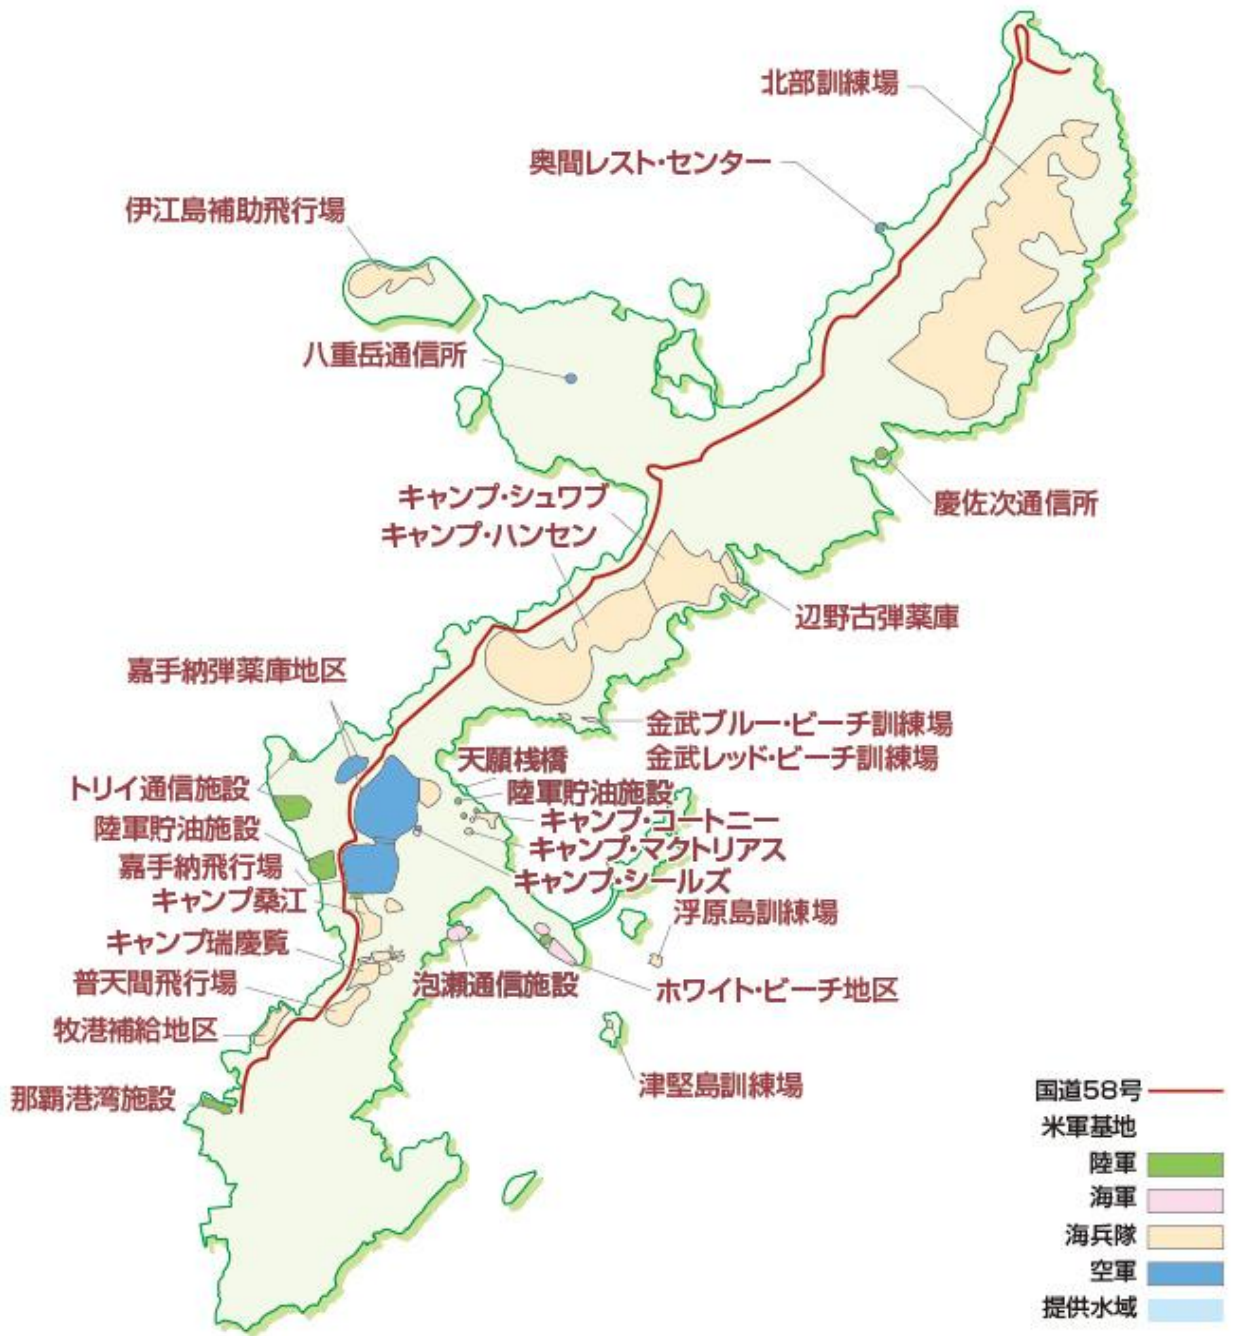 北部訓練場
奥間レスト・センター
伊江島補助飛行場
八重岳通信所
キャンプ・シュワブ
キャンプ・ハンセン
慶佐次通信所
辺野古弾薬庫
嘉手納弾薬庫地区
金武ブルー・ビーチ訓練場
金武レッド・ビーチ訓練場
天願桟橋
トリイ通信施設
陸軍貯油施設
陸軍貯油施設
キャンプ・コートニー
キャンプ・マクトリアス
嘉手納飛行場
キャンプ・シールズ
キャンプ桑江
浮原島訓練場
キャンプ瑞慶覧
普天間飛行場
泡瀬通信施設
ホワイト・ビーチ地区
牧港補給地区
津堅島訓練場
那覇港湾施設
国道58号
米軍基地
陸軍
海軍
海兵隊
空軍
提供水域